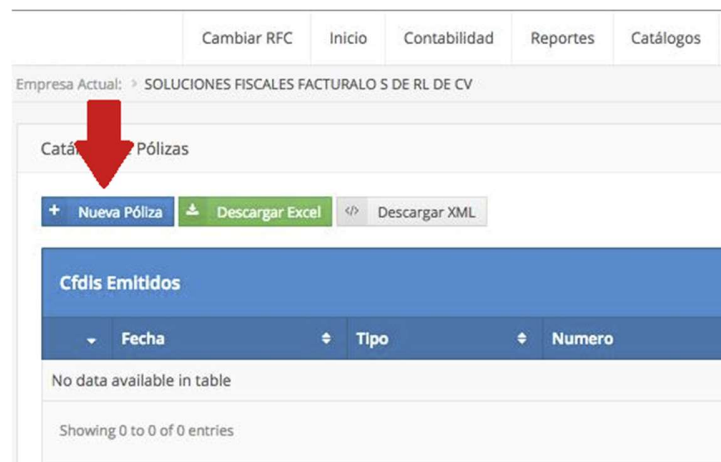 Cambiar RFC Inicio Contabilidad Reportes Catálogos
Empresa Actual: > SOLUCIONES FISCALES FACTURALO S DE RL DE CV
Pólizas
+ Nueva Póliza Descargar Excel </> Descargar XML
Cfdis Emitidos
Fecha Tipo Numero
No data available in table
Showing 0 to 0 of 0 entries